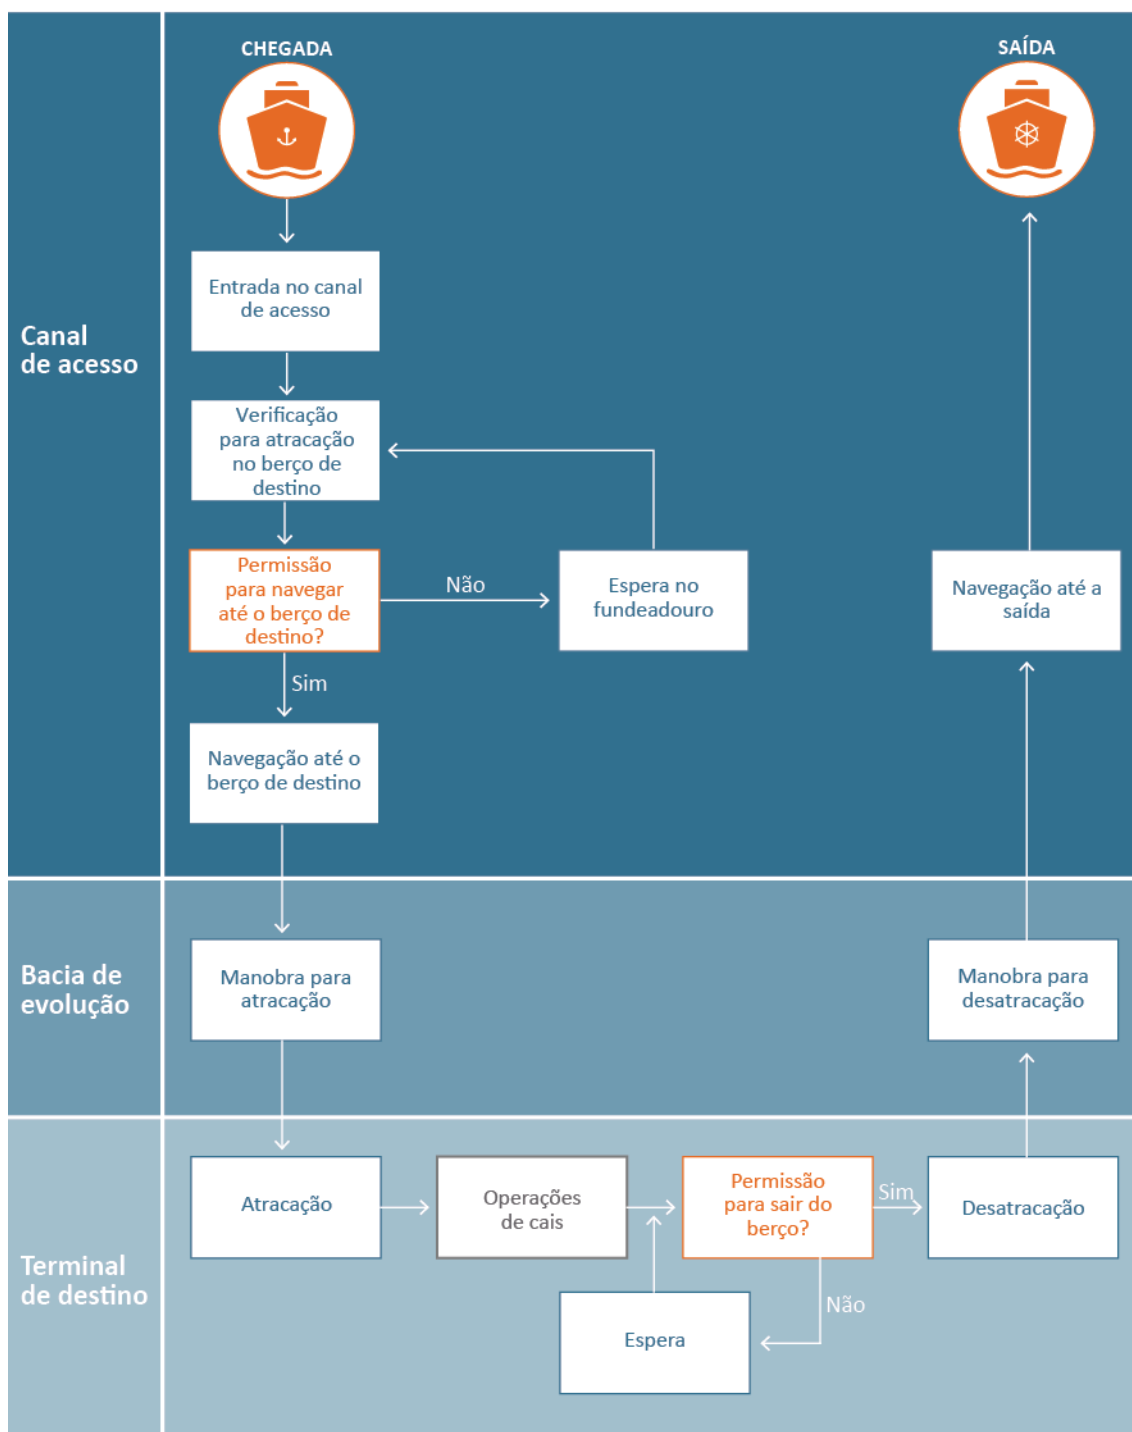 CHEGADA
SAÍDA
Canal
de acesso
Entrada no canal
de acesso
Verificação
para atracação
no berço de
destino
Permissão
para navegar
até o berço de
destino?
Não
Espera no
fundeadouro
Navegação até a
saída
Sim
Navegação até o
berço de destino
Bacia de
evolução
Manobra para
atracação
Manobra para
desatracação
Terminal
de destino
Atracação
Operações
de cais
Permissão
para sair do
berço?
Sim
Desatracação
Não
Espera